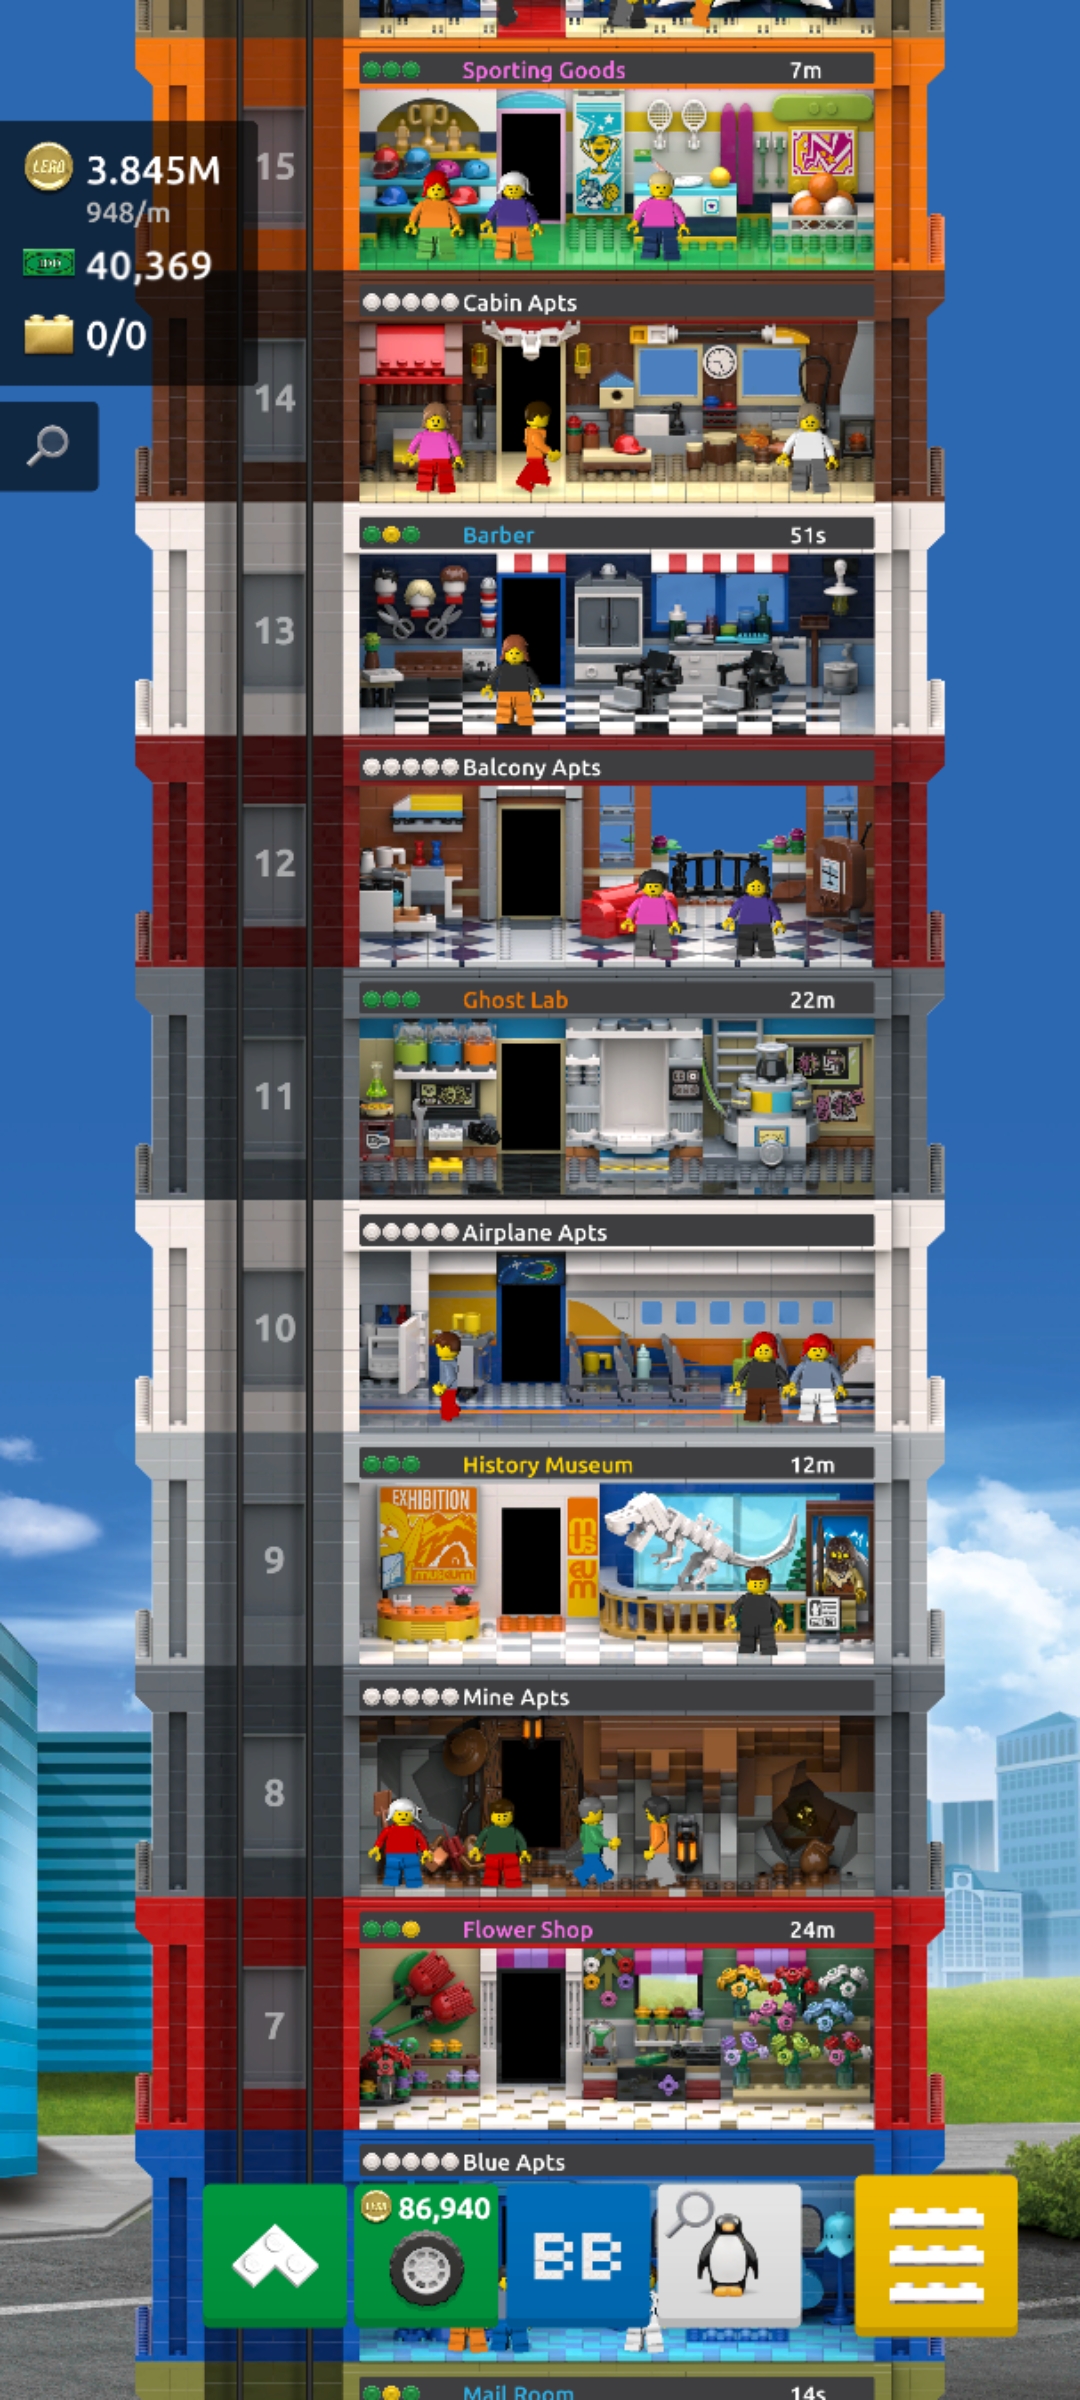 Sporting Goods 7m
15
LEGO 3.845M
948/m
40,369
0/0
Cabin Apts
14
Barber 51s
13
Balcony Apts
12
Ghost Lab 22m
11
Airplane Apts
10
History Museum 12m
EXHIBITION
museum
MUSEUM
9
Mine Apts
8
Flower Shop 24m
7
Blue Apts
86,940
BB
Mail Room 14s